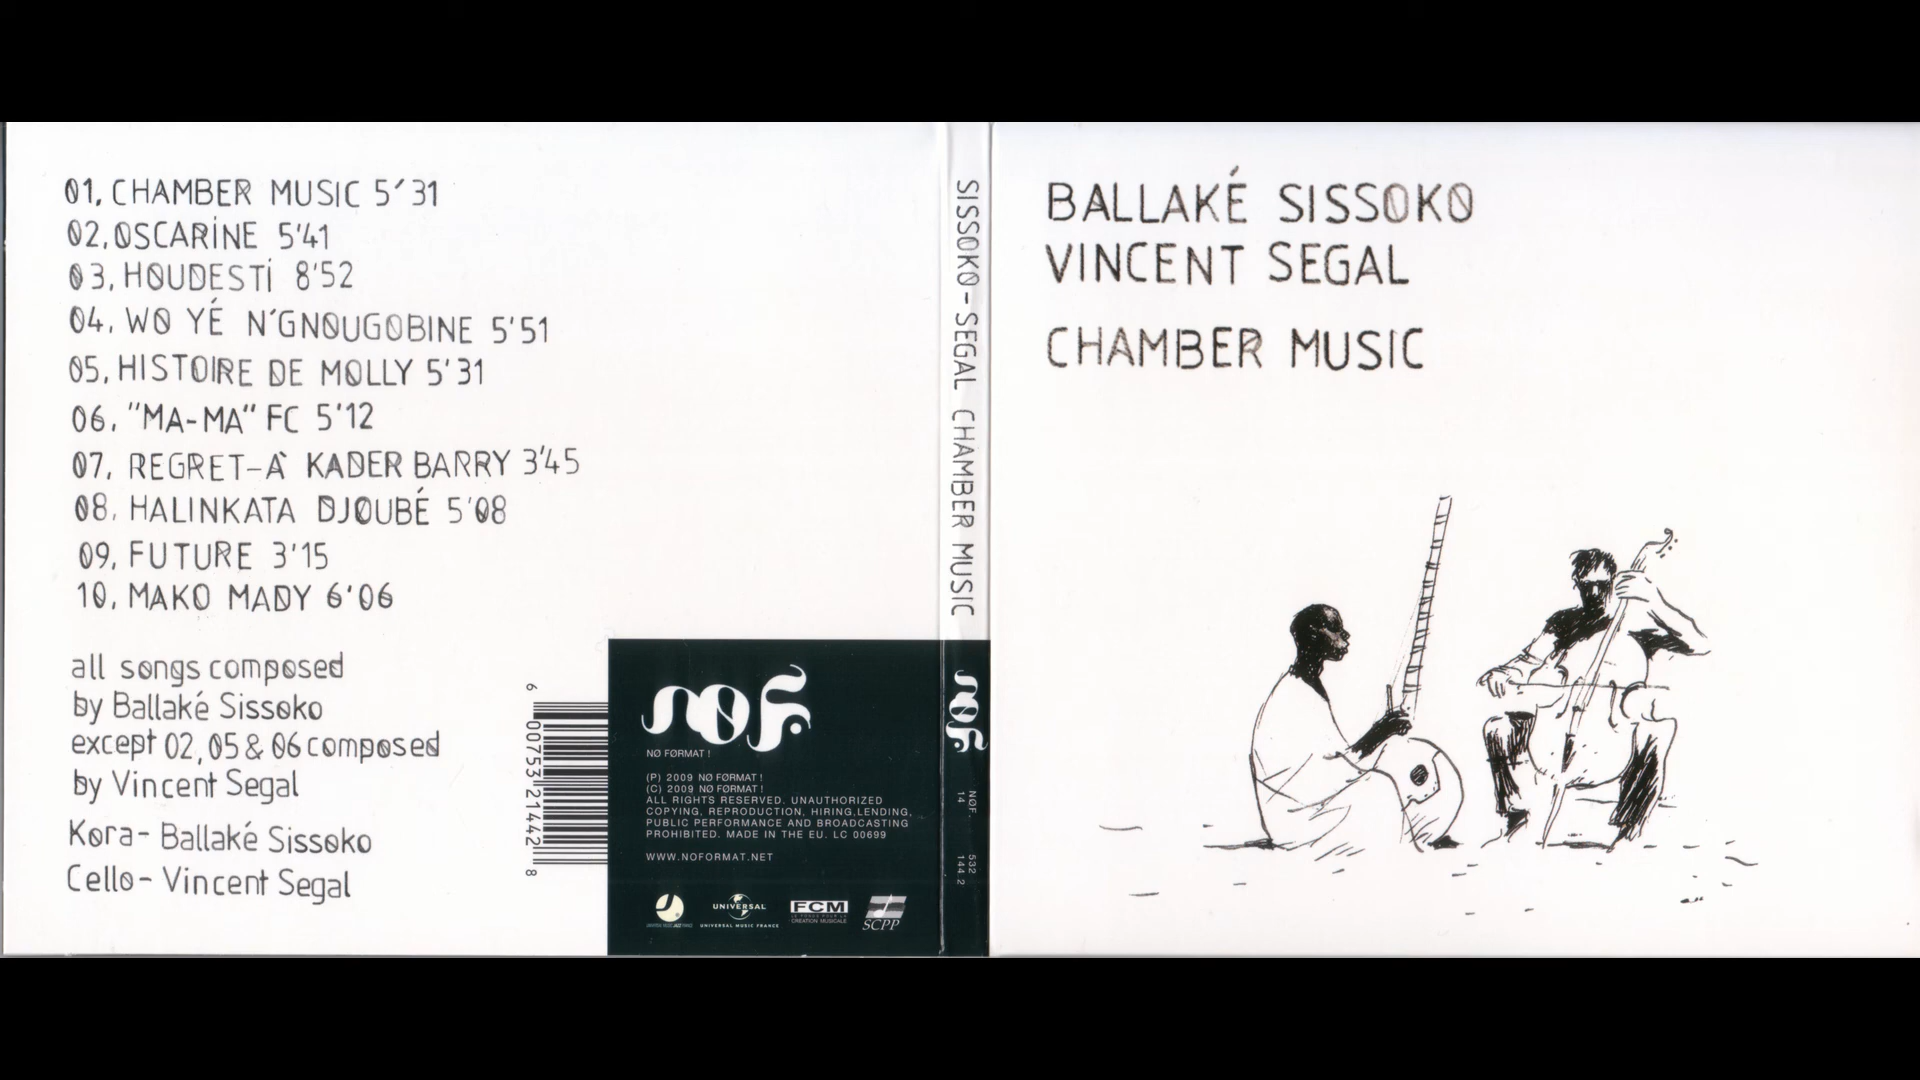 01, CHAMBER MUSIC 5'31
02, OSCARINE 5'41
03, HOUDESTI 8'52
04, WO YÉ N'GNOUGOBINE 5'51
05, HISTOIRE DE MOLLY 5'31
06, "MA-MA" FC 5'12
07, REGRET-À KADER BARRY 3'45
08, HALINKATA DJOUBÉ 5'08
09, FUTURE 3'15
10, MAKO MADY 6'06
all songs composed
by Ballaké Sissoko
except 02, 05 & 06 composed
by Vincent Segal
Kora - Ballaké Sissoko
Cello - Vincent Segal
6 00753 21442 8
nøf.
NØ FØRMAT !
(P) 2009 NØ FØRMAT !
(C) 2009 NØ FØRMAT !
ALL RIGHTS RESERVED. UNAUTHORIZED
COPYING, REPRODUCTION, HIRING, LENDING,
PUBLIC PERFORMANCE AND BROADCASTING
PROHIBITED. MADE IN THE EU. LC 00699
WWW.NOFORMAT.NET
UNIVERSAL
UNIVERSAL MUSIC FRANCE
FCM
CREATION MUSICALE
SCPP
SISSOKO - SEGAL CHAMBER MUSIC
nøf.
NØF. 14
532 144.2
BALLAKÉ SISSOKO
VINCENT SEGAL
CHAMBER MUSIC